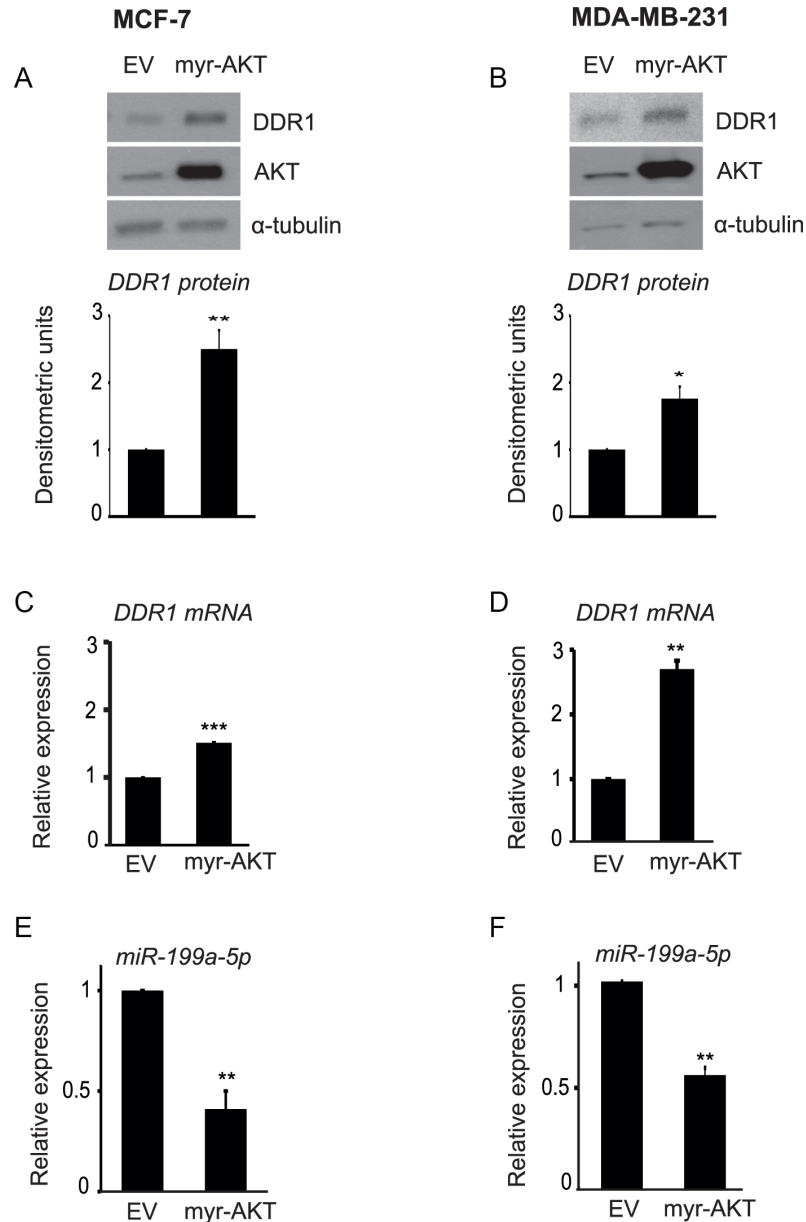 MCF-7
MDA-MB-231
A
EV myr-AKT
DDR1
AKT
α-tubulin
DDR1 protein
Densitometric units
3
2
1
0
**
B
EV myr-AKT
DDR1
AKT
α-tubulin
DDR1 protein
Densitometric units
3
2
1
0
*
C
DDR1 mRNA
Relative expression
3
2
1
0
***
EV myr-AKT
D
DDR1 mRNA
Relative expression
3
2
1
0
**
EV myr-AKT
E
miR-199a-5p
Relative expression
1
0.5
0
**
EV myr-AKT
F
miR-199a-5p
Relative expression
1
0.5
0
**
EV myr-AKT